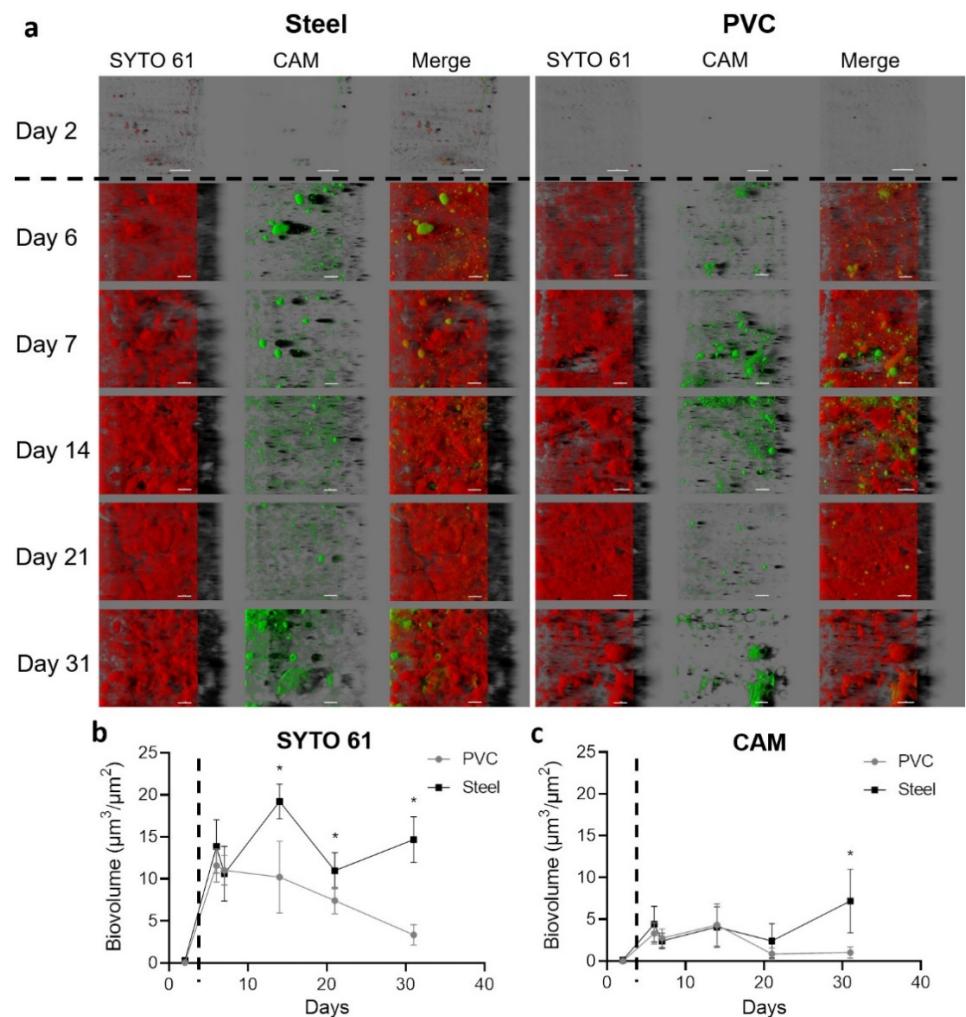 a
Steel PVC
SYTO 61 CAM Merge SYTO 61 CAM Merge
Day 2
Day 6
Day 7
Day 14
Day 21
Day 31
b SYTO 61
PVC
Steel
Biovolume (µm³/µm²)
25
20
15
10
5
0
* * *
0 10 20 30 40
Days
c CAM
PVC
Steel
Biovolume (µm³/µm²)
25
20
15
10
5
0
*
0 10 20 30 40
Days